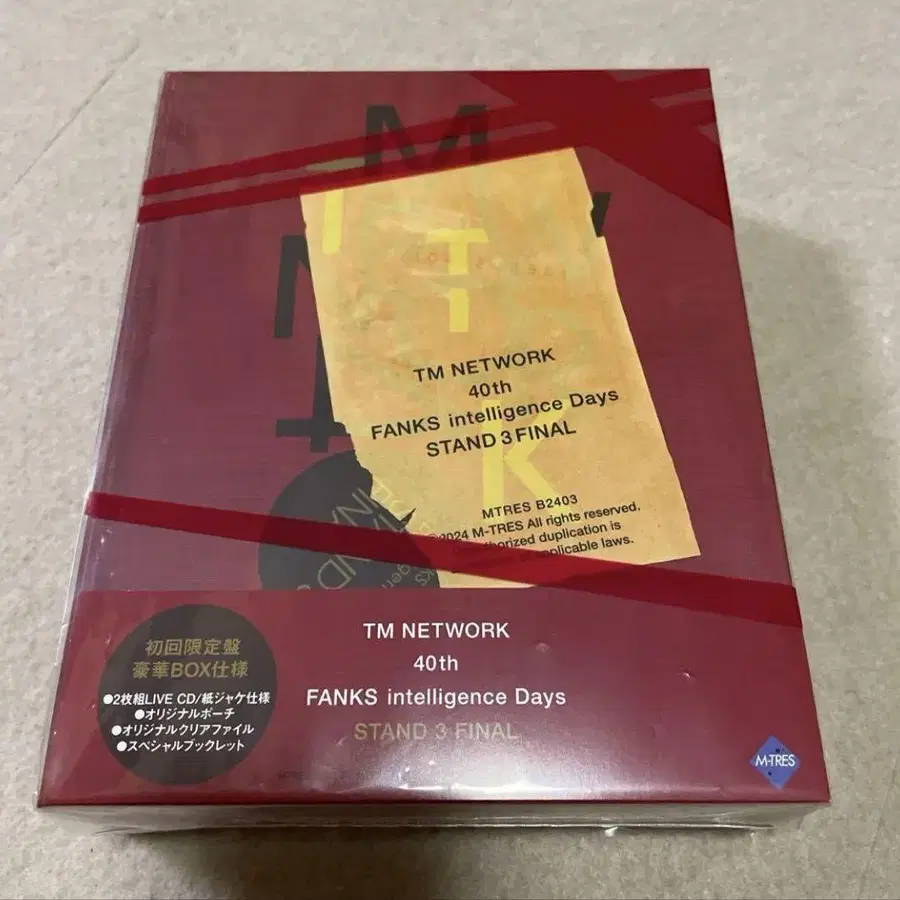 TM NETWORK
40th
FANKS intelligence Days
STAND 3 FINAL
MTRES B2403
2024 M-TRES All rights reserved.
duplication is
applicable laws.
TM NETWORK
40th
FANKS intelligence Days
STAND 3 FINAL
初回限定盤
豪華BOX仕様
●2枚組LIVE CD/紙ジャケ仕様
●オリジナルポーチ
●オリジナルクリアファイル
●スペシャルブックレット
M-TRES